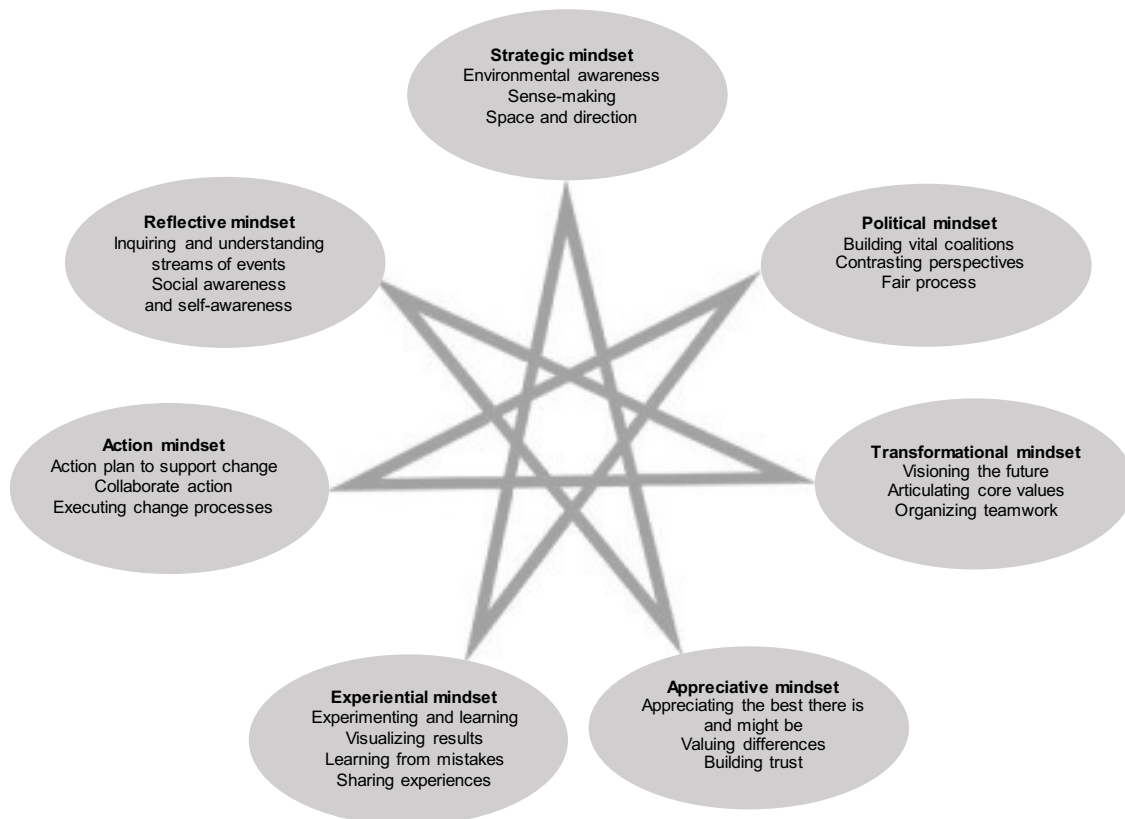 Strategic mindset
Environmental awareness
Sense-making
Space and direction
Political mindset
Building vital coalitions
Contrasting perspectives
Fair process
Transformational mindset
Visioning the future
Articulating core values
Organizing teamwork
Appreciative mindset
Appreciating the best there is
and might be
Valuing differences
Building trust
Experiential mindset
Experimenting and learning
Visualizing results
Learning from mistakes
Sharing experiences
Action mindset
Action plan to support change
Collaborate action
Executing change processes
Reflective mindset
Inquiring and understanding
streams of events
Social awareness
and self-awareness